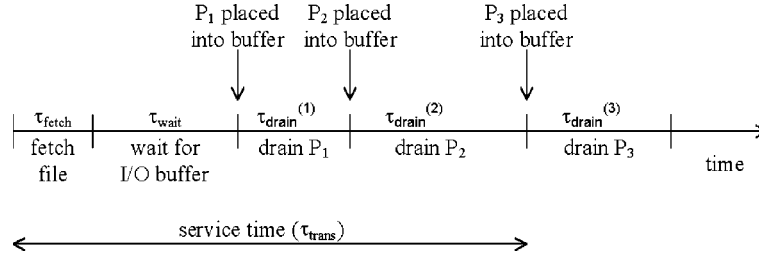 P₁ placed
into buffer
P₂ placed
into buffer
P₃ placed
into buffer
τfetch
τwait
τdrain⁽¹⁾
τdrain⁽²⁾
τdrain⁽³⁾
fetch
file
wait for
I/O buffer
drain P₁
drain P₂
drain P₃
time
service time (τtrans)